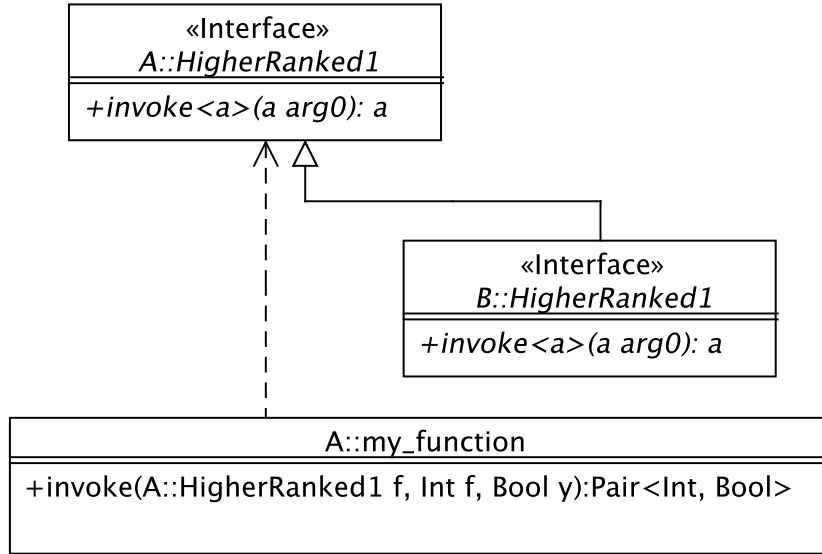 «Interface»
A::HigherRanked1
+invoke<a>(a arg0): a
«Interface»
B::HigherRanked1
+invoke<a>(a arg0): a
A::my_function
+invoke(A::HigherRanked1 f, Int f, Bool y):Pair<Int, Bool>